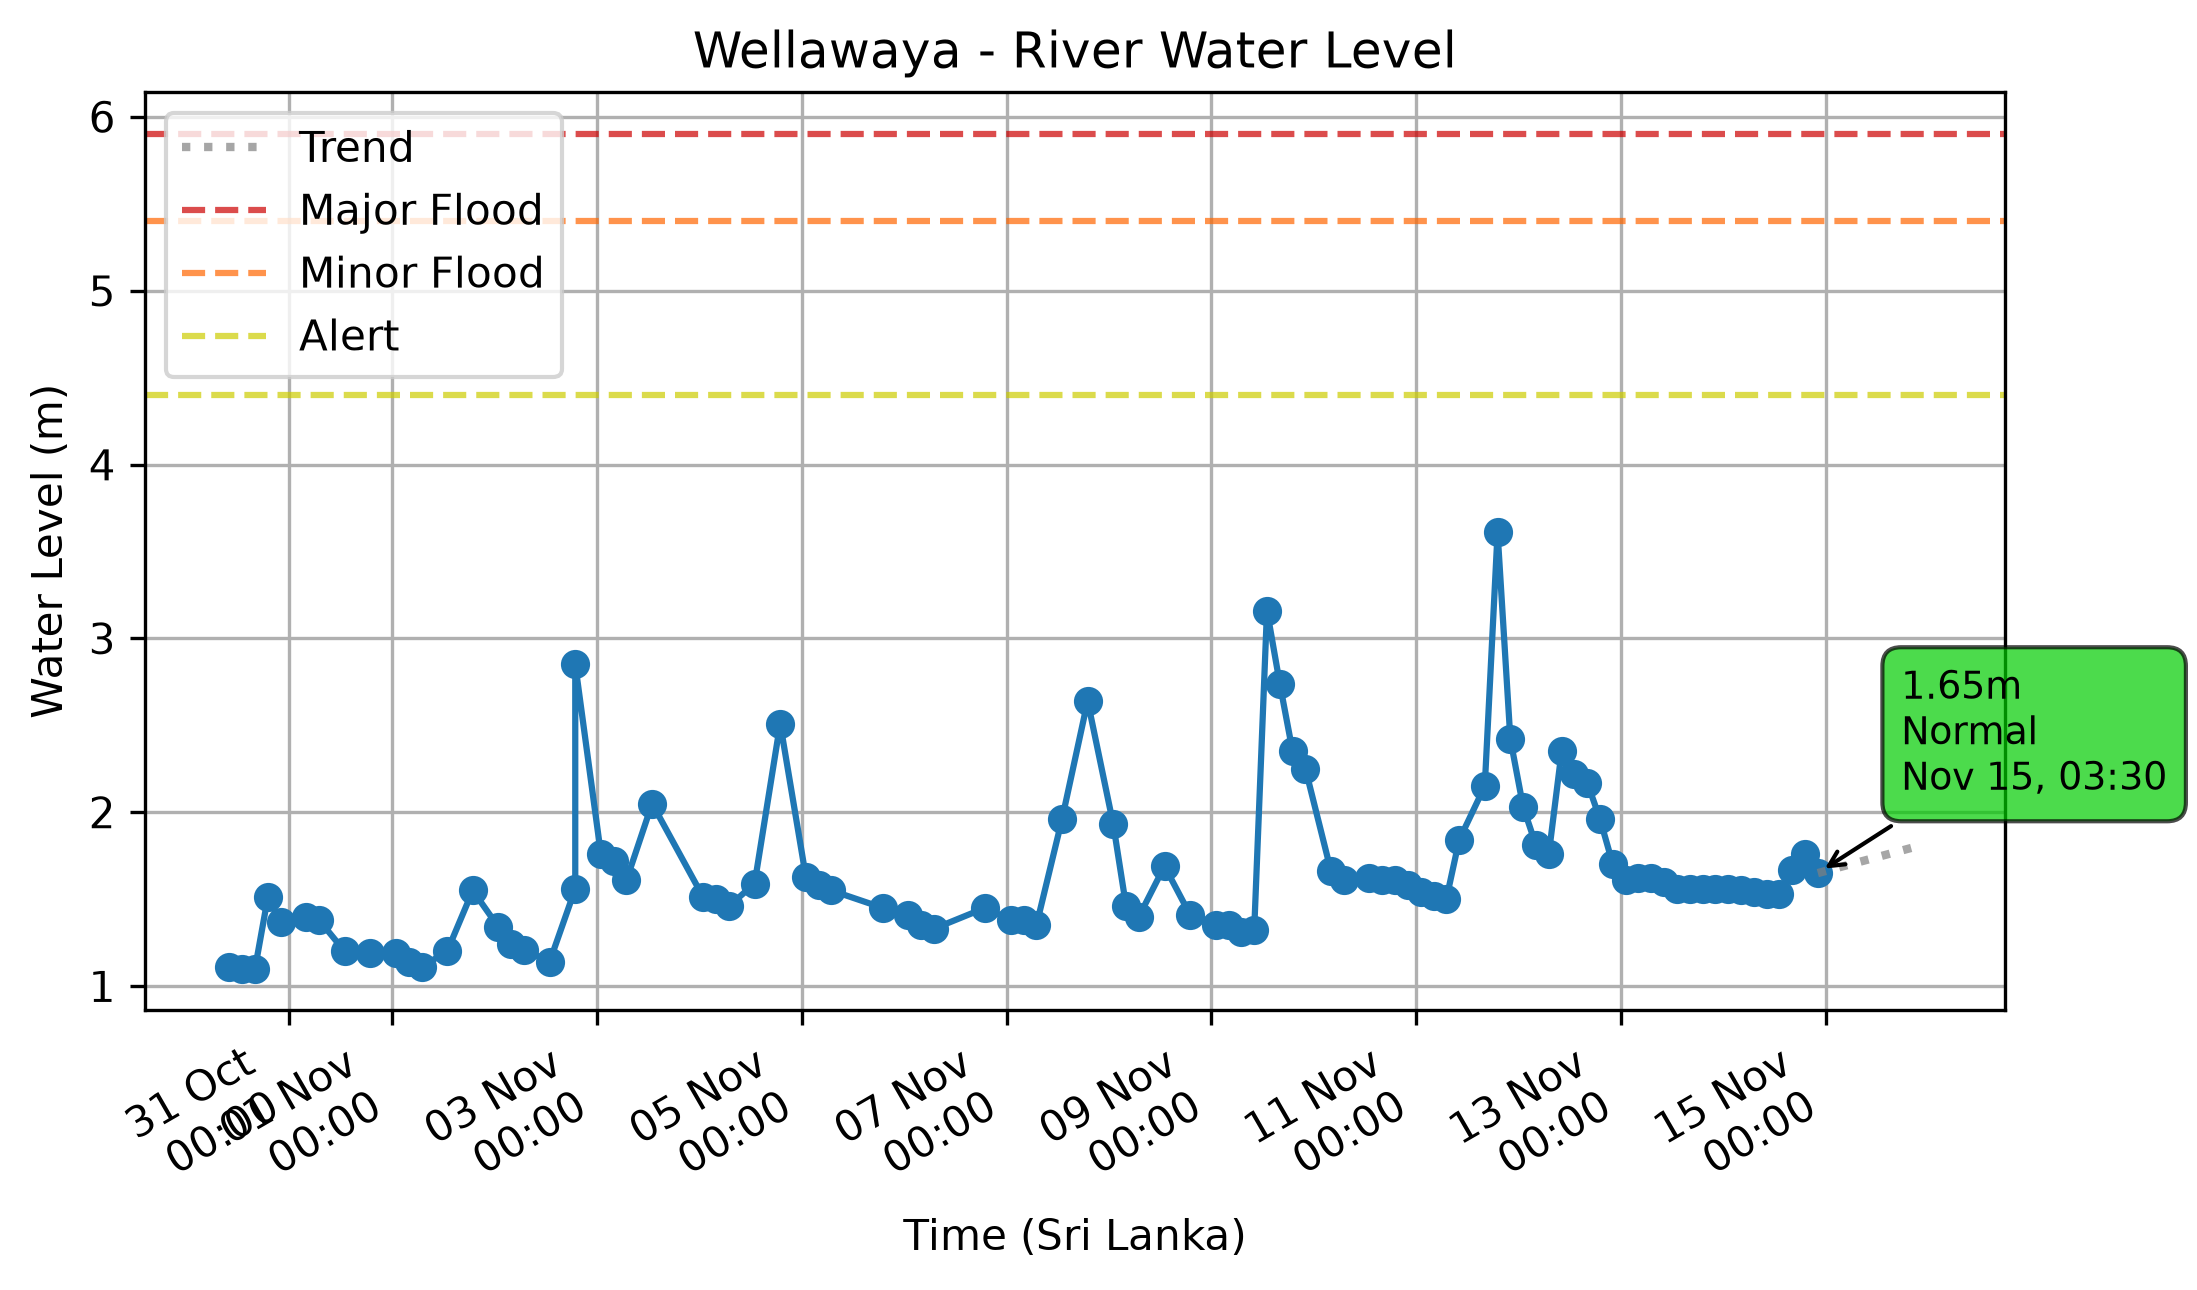 Wellawaya - River Water Level
6
5
4
3
2
1
Water Level (m)
Trend
Major Flood
Minor Flood
Alert
1.65m
Normal
Nov 15, 03:30
31 Oct
00:00
01 Nov
00:00
03 Nov
00:00
05 Nov
00:00
07 Nov
00:00
09 Nov
00:00
11 Nov
00:00
13 Nov
00:00
15 Nov
00:00
Time (Sri Lanka)